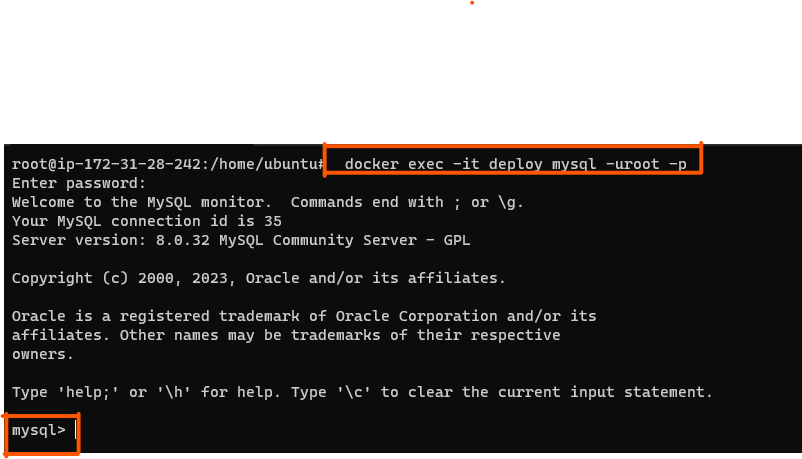 root@ip-172-31-28-242:/home/ubuntu#  docker exec -it deploy mysql -uroot -p
Enter password:
Welcome to the MySQL monitor.  Commands end with ; or \g.
Your MySQL connection id is 35
Server version: 8.0.32 MySQL Community Server - GPL
Copyright (c) 2000, 2023, Oracle and/or its affiliates.
Oracle is a registered trademark of Oracle Corporation and/or its
affiliates. Other names may be trademarks of their respective
owners.
Type 'help;' or '\h' for help. Type '\c' to clear the current input statement.
mysql>